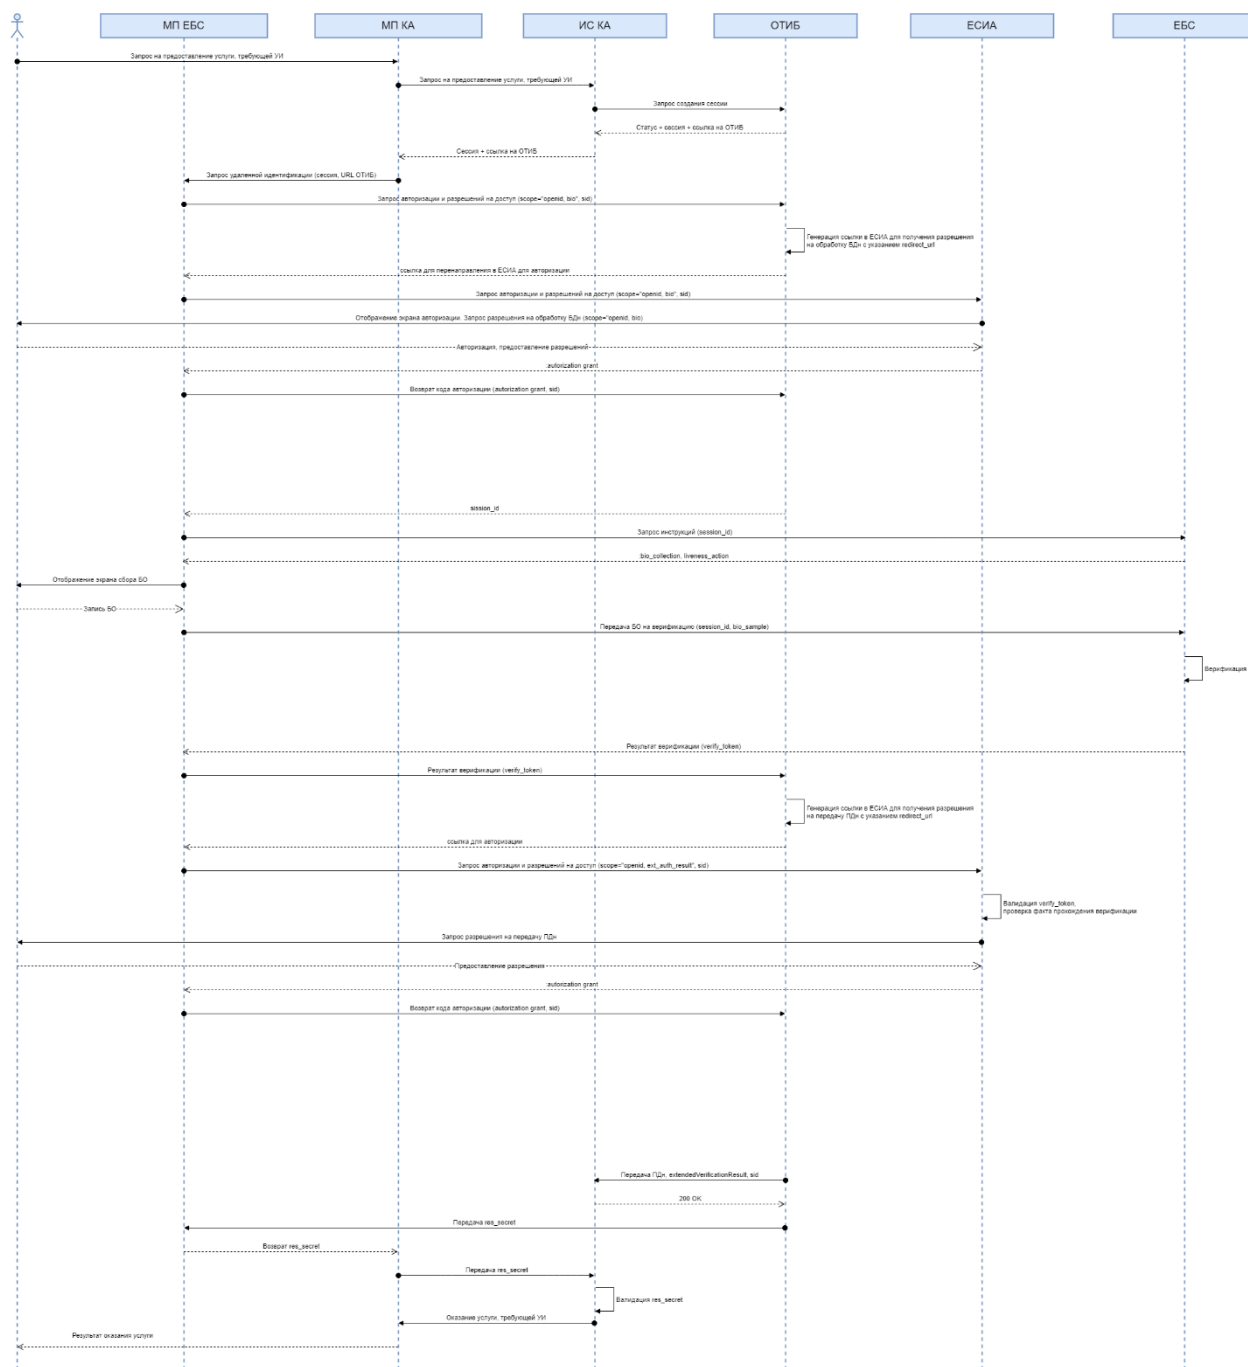 МП ЕБС
МП КА
ИС КА
ОТИБ
ЕСИА
ЕБС
Запрос на предоставление услуги, требующей УИ
Запрос на предоставление услуги, требующей УИ
Запрос создания сессии
Статус + сессия + ссылка на ОТИБ
Сессия + ссылка на ОТИБ
Запрос удаленной идентификации (сессия, URL ОТИБ)
Запрос авторизации и разрешений на доступ (scope="openid, bio", sid)
Генерация ссылки в ЕСИА для получения разрешения
на обработку БДн с указанием redirect_url
ссылка для перенаправления в ЕСИА для авторизации
Запрос авторизации и разрешений на доступ (scope="openid, bio", sid)
Отображение экрана авторизации. Запрос разрешения на обработку БДн (scope="openid, bio)
Авторизация, предоставление разрешений
autorization grant
Возврат кода авторизации (autorization grant, sid)
session_id
Запрос инструкций (session_id)
bio_collection, liveness_action
Отображение экрана сбора БО
Запись БО
Передача БО на верификацию (session_id, bio_sample)
Верификация
Результат верификации (verify_token)
Результат верификации (verify_token)
Генерация ссылки в ЕСИА для получения разрешения
на передачу ПДн с указанием redirect_url
ссылка для авторизации
Запрос авторизации и разрешений на доступ (scope="openid, ext_auth_result", sid)
Валидация verify_token,
проверка факта прохождения верификации
Запрос разрешения на передачу ПДн
Предоставление разрешения
autorization grant
Возврат кода авторизации (autorization grant, sid)
Передача ПДн, extendedVerificationResult, sid
200 OK
Передача res_secret
Возврат res_secret
Передача res_secret
Валидация res_secret
Оказание услуги, требующей УИ
Результат оказания услуги